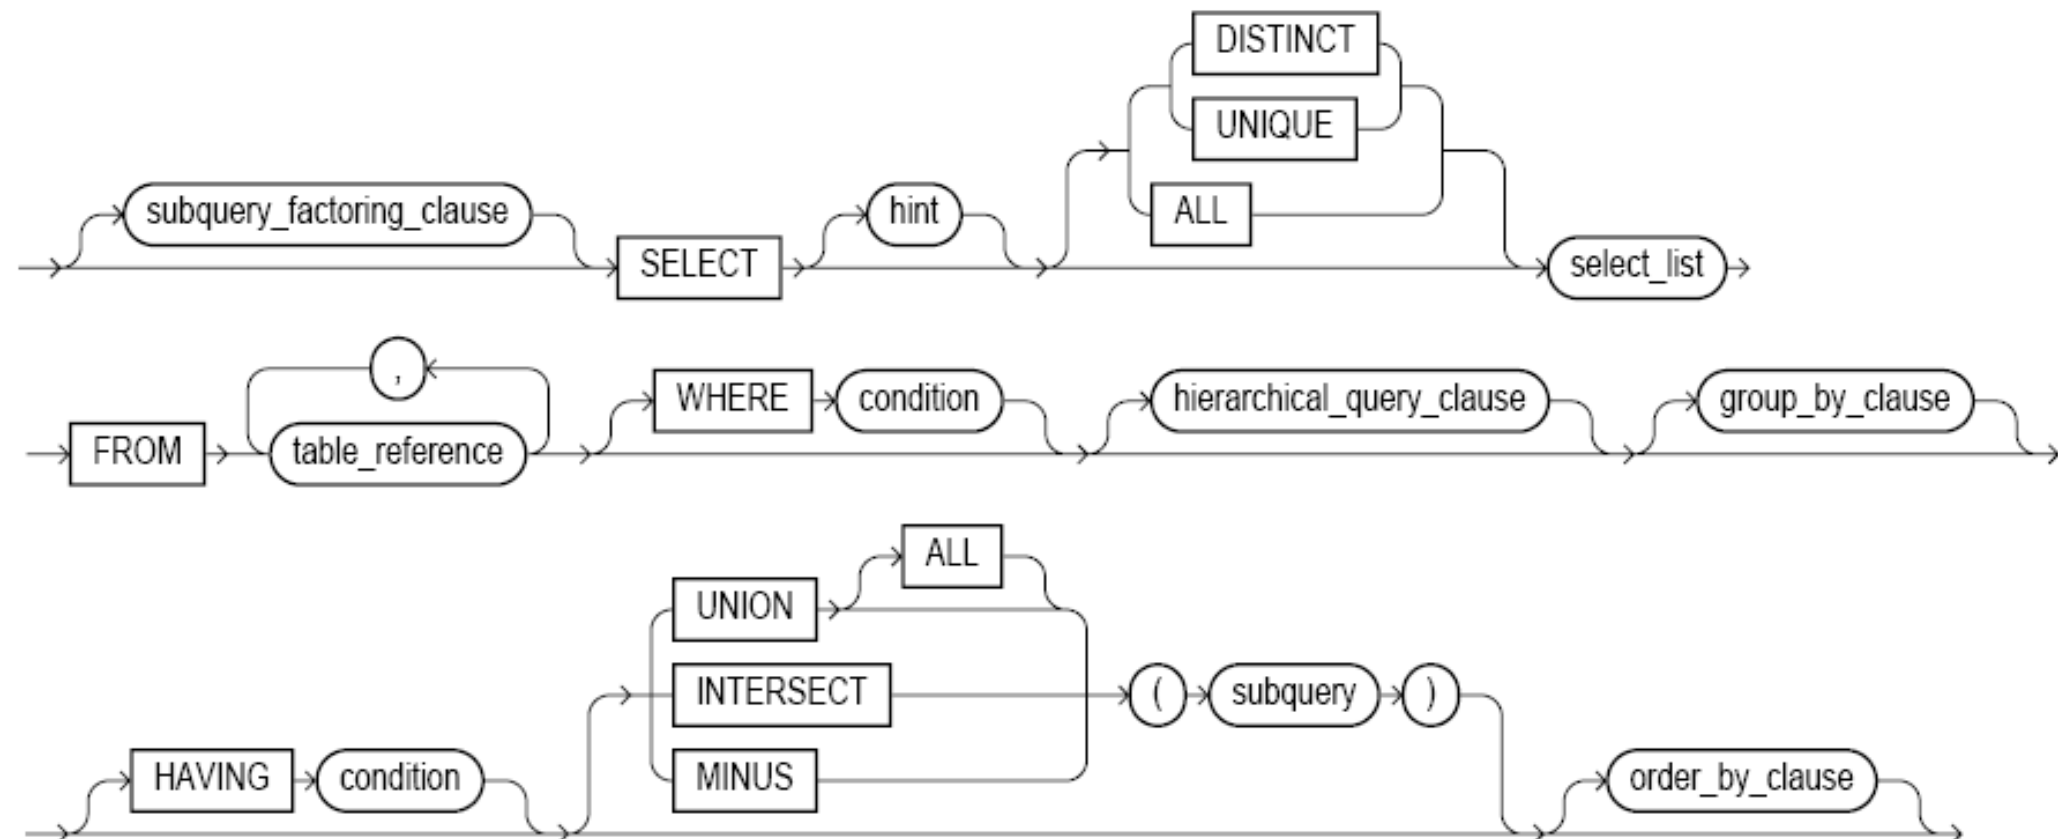 DISTINCT
UNIQUE
subquery_factoring_clause hint ALL
SELECT select_list
,
WHERE condition hierarchical_query_clause group_by_clause
FROM table_reference
ALL
UNION
INTERSECT ( subquery )
HAVING condition MINUS order_by_clause